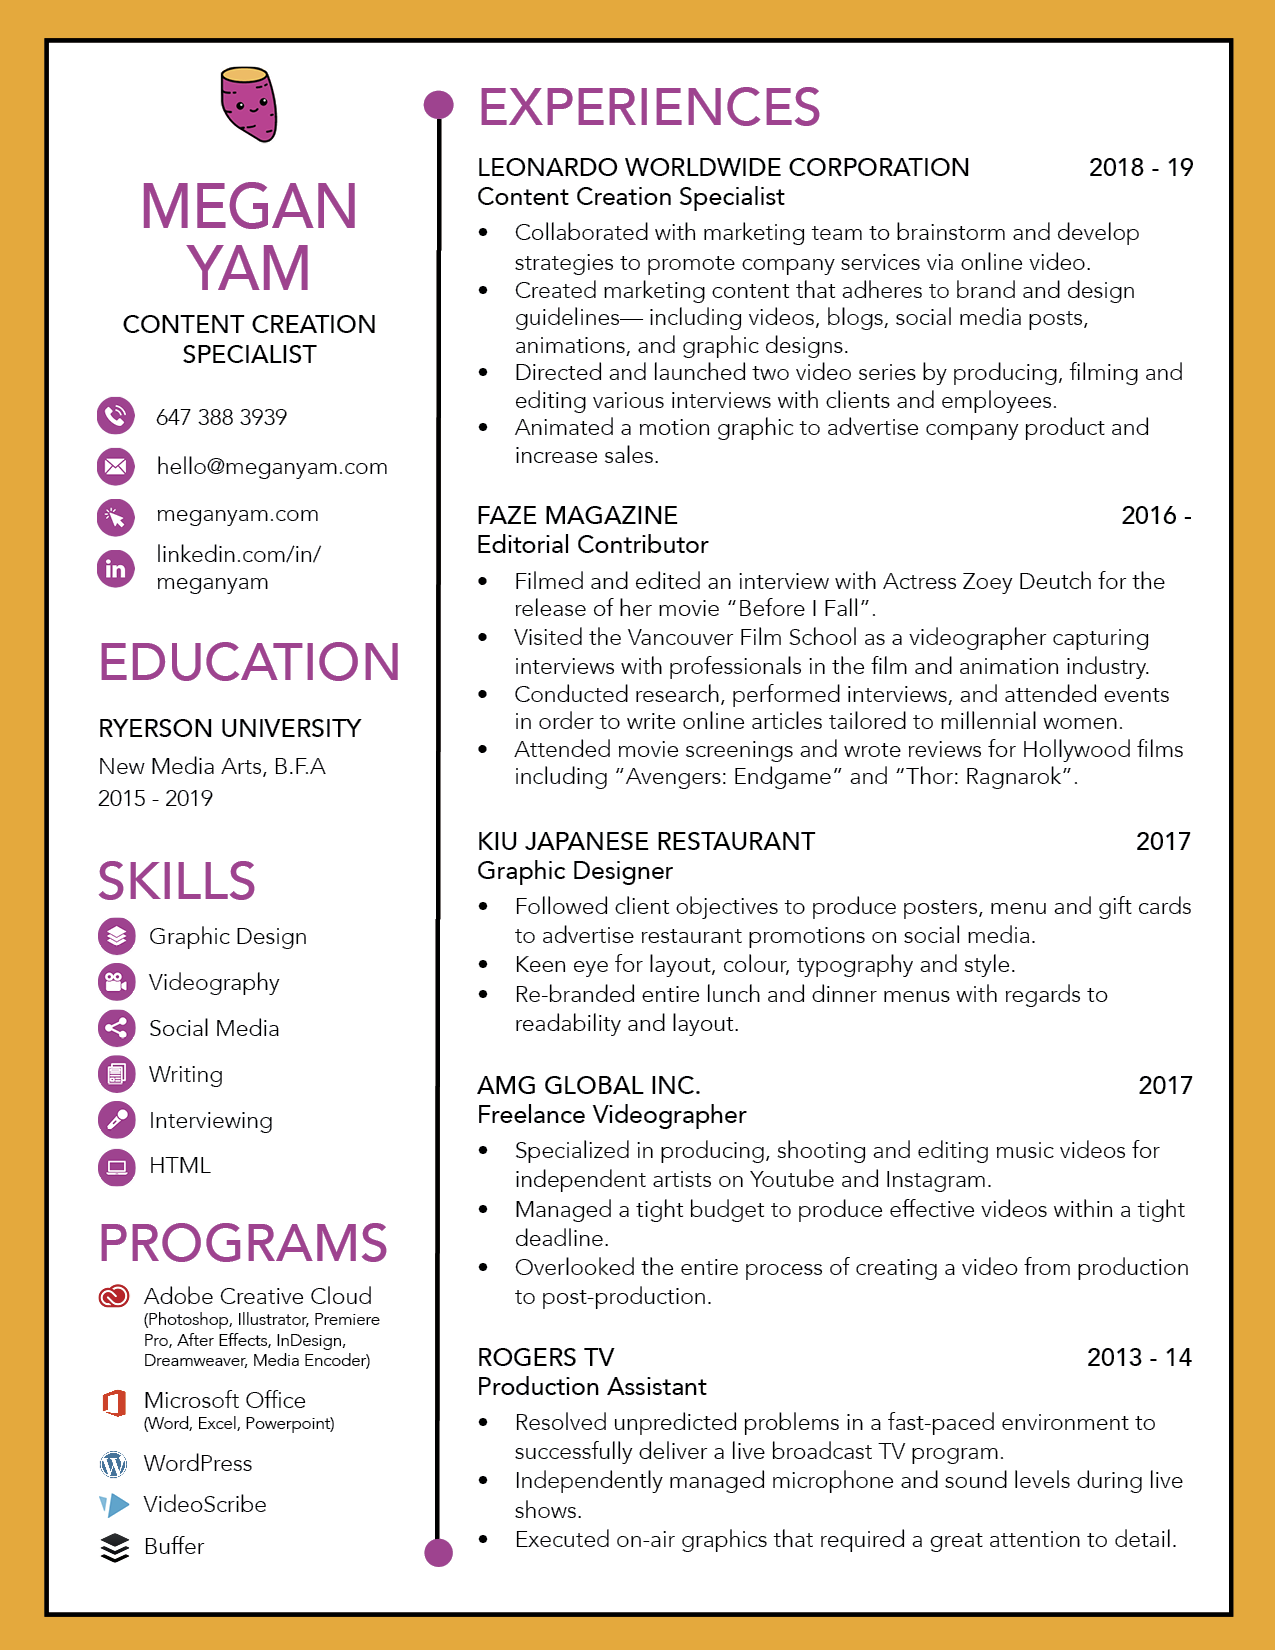 MEGAN
YAM
CONTENT CREATION
SPECIALIST
647 388 3939
hello@meganyam.com
meganyam.com
linkedin.com/in/
meganyam
EDUCATION
RYERSON UNIVERSITY
New Media Arts, B.F.A
2015 - 2019
SKILLS
Graphic Design
Videography
Social Media
Writing
Interviewing
HTML
PROGRAMS
Adobe Creative Cloud
(Photoshop, Illustrator, Premiere
Pro, After Effects, InDesign,
Dreamweaver, Media Encoder)
Microsoft Office
(Word, Excel, Powerpoint)
WordPress
VideoScribe
Buffer
EXPERIENCES
LEONARDO WORLDWIDE CORPORATION 2018 - 19
Content Creation Specialist
• Collaborated with marketing team to brainstorm and develop
strategies to promote company services via online video.
• Created marketing content that adheres to brand and design
guidelines— including videos, blogs, social media posts,
animations, and graphic designs.
• Directed and launched two video series by producing, filming and
editing various interviews with clients and employees.
• Animated a motion graphic to advertise company product and
increase sales.
FAZE MAGAZINE 2016 -
Editorial Contributor
• Filmed and edited an interview with Actress Zoey Deutch for the
release of her movie “Before I Fall”.
• Visited the Vancouver Film School as a videographer capturing
interviews with professionals in the film and animation industry.
• Conducted research, performed interviews, and attended events
in order to write online articles tailored to millennial women.
• Attended movie screenings and wrote reviews for Hollywood films
including “Avengers: Endgame” and “Thor: Ragnarok”.
KIU JAPANESE RESTAURANT 2017
Graphic Designer
• Followed client objectives to produce posters, menu and gift cards
to advertise restaurant promotions on social media.
• Keen eye for layout, colour, typography and style.
• Re-branded entire lunch and dinner menus with regards to
readability and layout.
AMG GLOBAL INC. 2017
Freelance Videographer
• Specialized in producing, shooting and editing music videos for
independent artists on Youtube and Instagram.
• Managed a tight budget to produce effective videos within a tight
deadline.
• Overlooked the entire process of creating a video from production
to post-production.
ROGERS TV 2013 - 14
Production Assistant
• Resolved unpredicted problems in a fast-paced environment to
successfully deliver a live broadcast TV program.
• Independently managed microphone and sound levels during live
shows.
• Executed on-air graphics that required a great attention to detail.